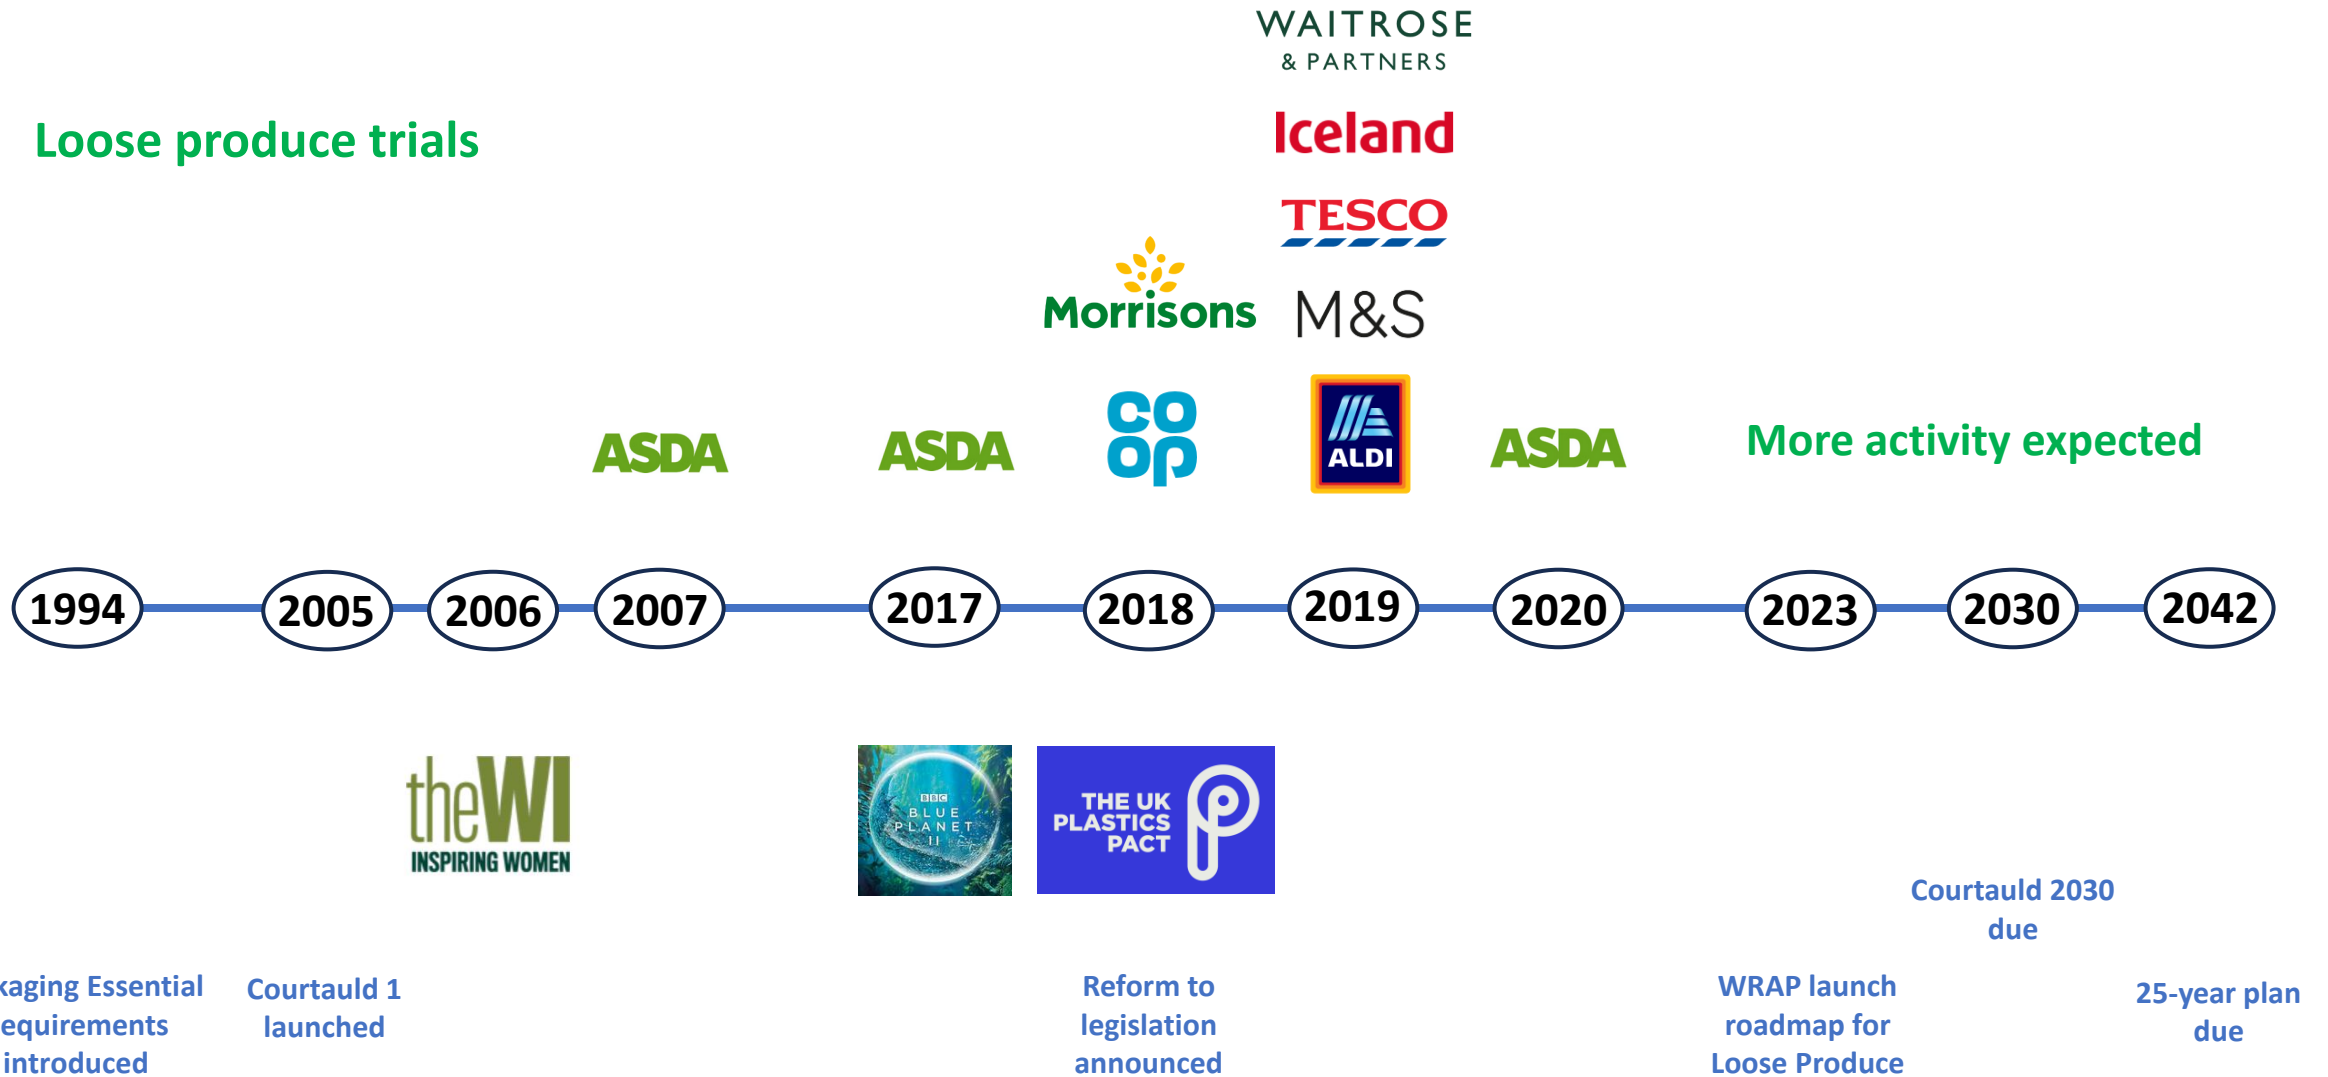 WAITROSE
& PARTNERS
Loose produce trials
Iceland
TESCO
Morrisons
M&S
CO
OP
ALDI
ASDA
ASDA
ASDA
More activity expected
1994
2005
2006
2007
2017
2018
2019
2020
2023
2030
2042
theWI
INSPIRING WOMEN
BBC
BLUE
PLANET
II
THE UK
PLASTICS
PACT
Courtauld 2030
due
kaging Essential
equirements
introduced
Courtauld 1
launched
Reform to
legislation
announced
WRAP launch
roadmap for
Loose Produce
25-year plan
due